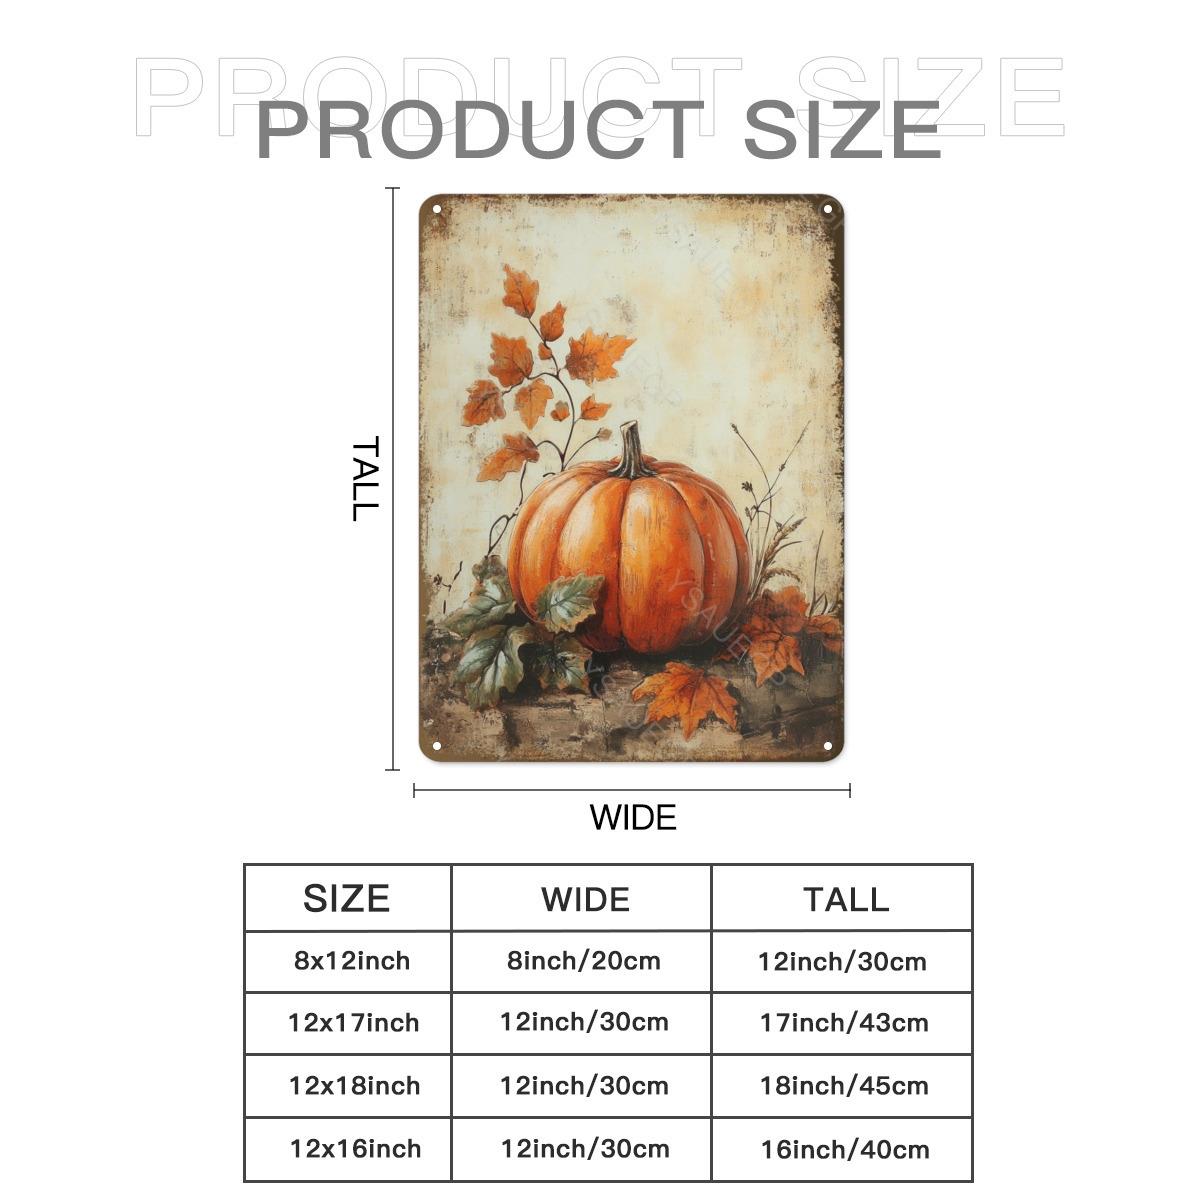 PRODUCT SIZE
PRODUCT SIZE
TALL
WIDE
SIZE WIDE TALL
8x12inch 8inch/20cm 12inch/30cm
12x17inch 12inch/30cm 17inch/43cm
12x18inch 12inch/30cm 18inch/45cm
12x16inch 12inch/30cm 16inch/40cm